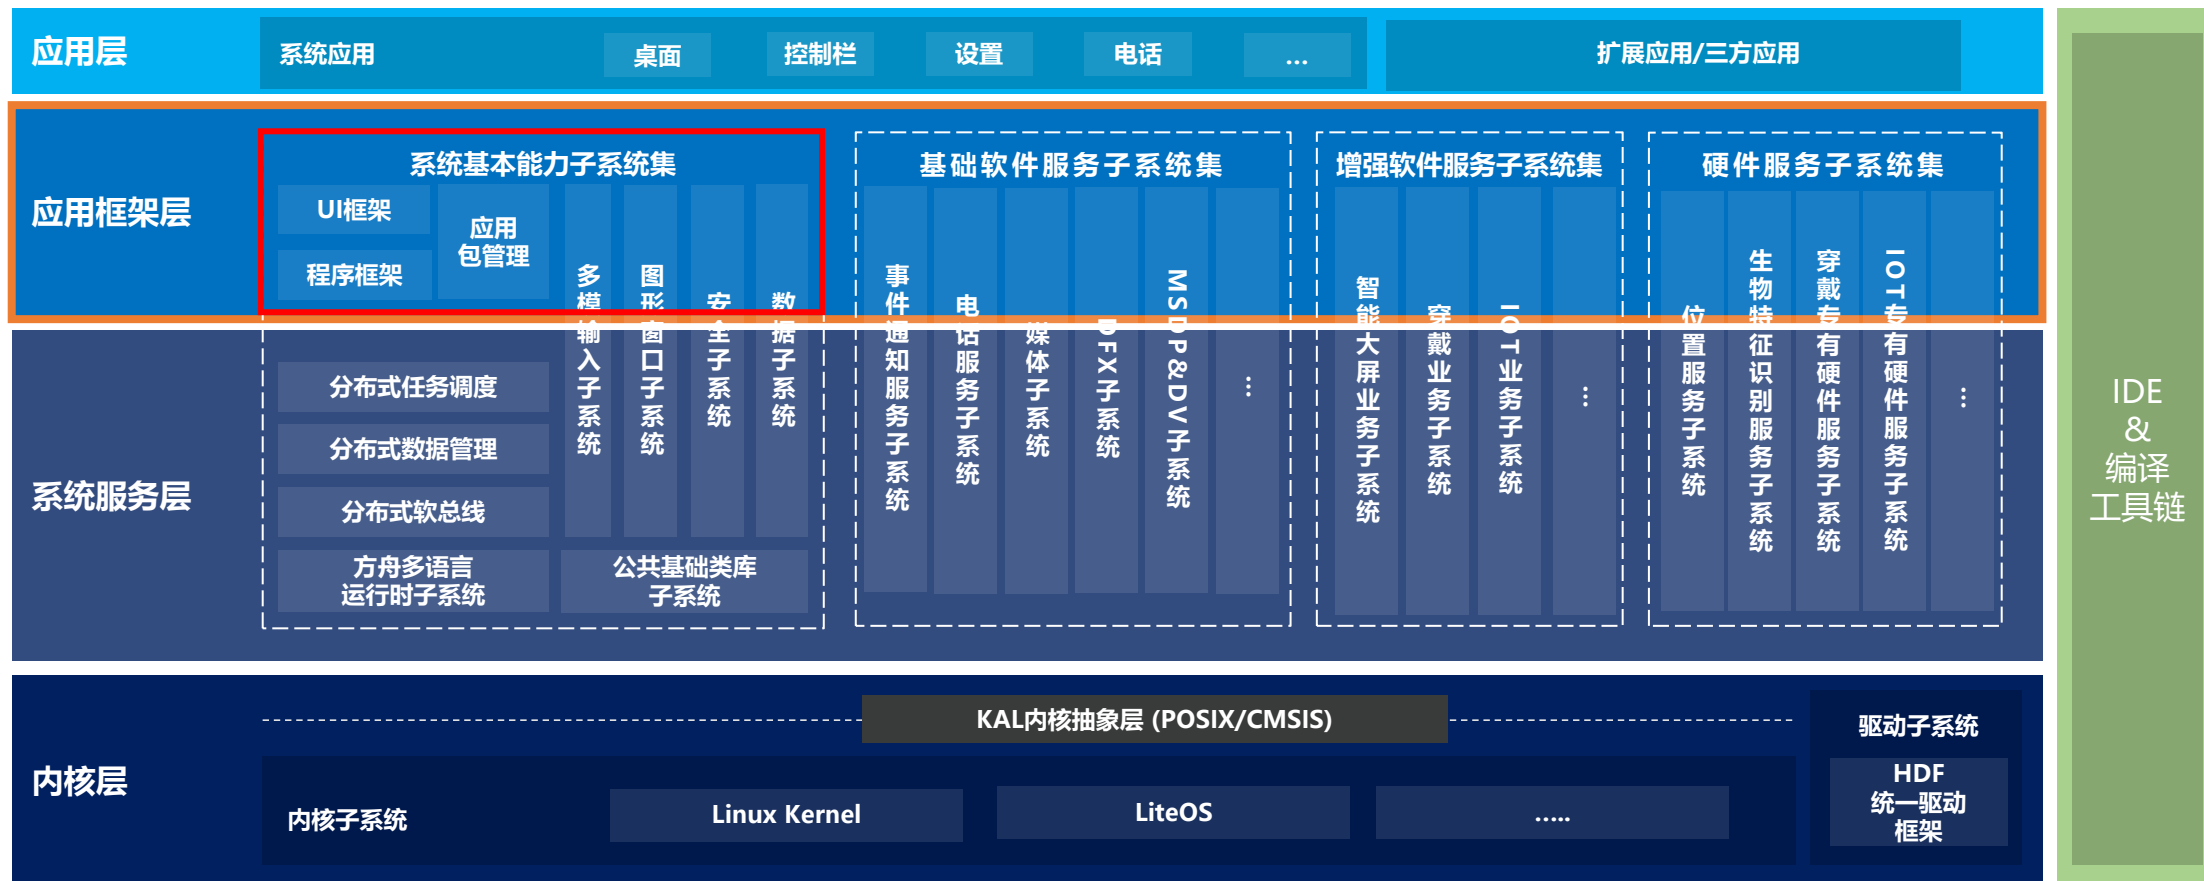 应用层
系统应用
桌面
控制栏
设置
电话
...
扩展应用/三方应用
应用框架层
系统基本能力子系统集
UI框架
程序框架
应用
包管理
多模输入子系统
图形窗口子系统
安全子系统
数据子系统
基础软件服务子系统集
事件通知服务子系统
电话服务子系统
媒体子系统
DFX子系统
MSDP&DV子系统
...
增强软件服务子系统集
智能大屏业务子系统
穿戴业务子系统
IOT业务子系统
...
硬件服务子系统集
位置服务子系统
生物特征识别服务子系统
穿戴专有硬件服务子系统
IOT专有硬件服务子系统
...
系统服务层
分布式任务调度
分布式数据管理
分布式软总线
方舟多语言
运行时子系统
公共基础类库
子系统
内核层
KAL内核抽象层 (POSIX/CMSIS)
内核子系统
Linux Kernel
LiteOS
.....
驱动子系统
HDF
统一驱动
框架
IDE
&
编译
工具链